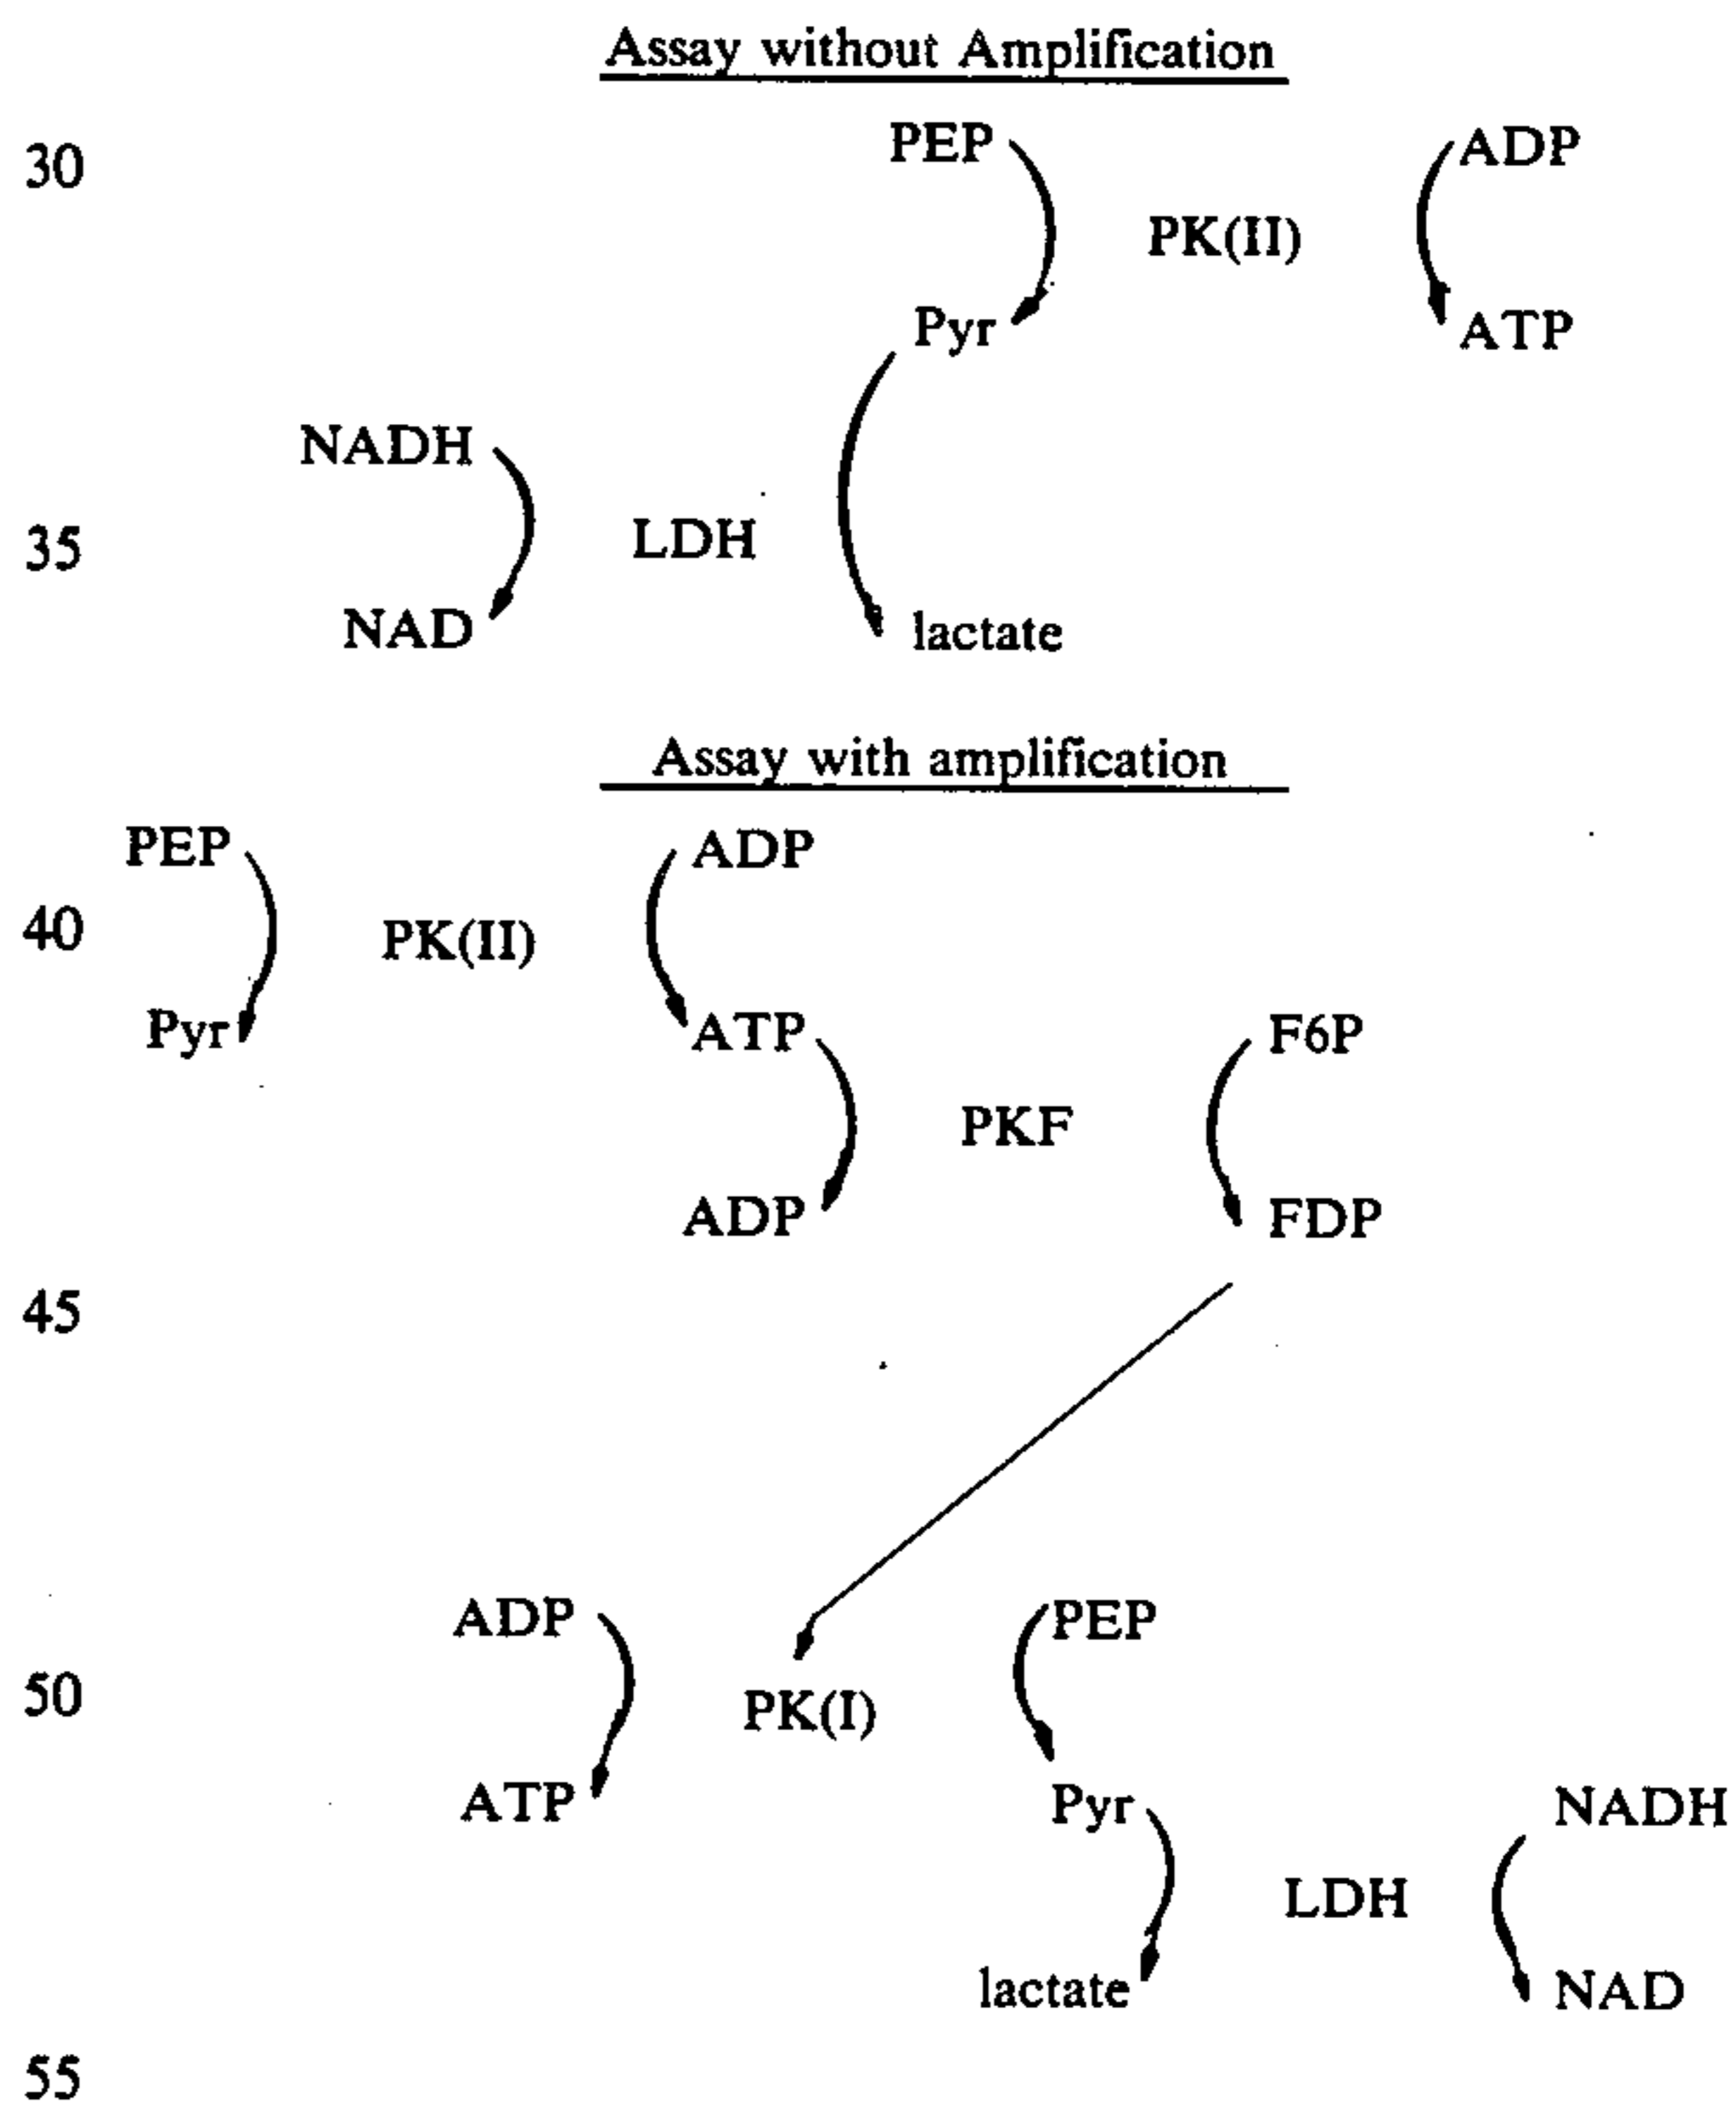 Assay without Amplification
30 PEP ADP
PK(II)
Pyr ATP
NADH
35 LDH
NAD lactate
Assay with amplification
PEP ADP
40 PK(II)
Pyr ATP F6P
PKF
ADP FDP
45
ADP PEP
50 PK(I)
ATP Pyr NADH
LDH
lactate NAD
55